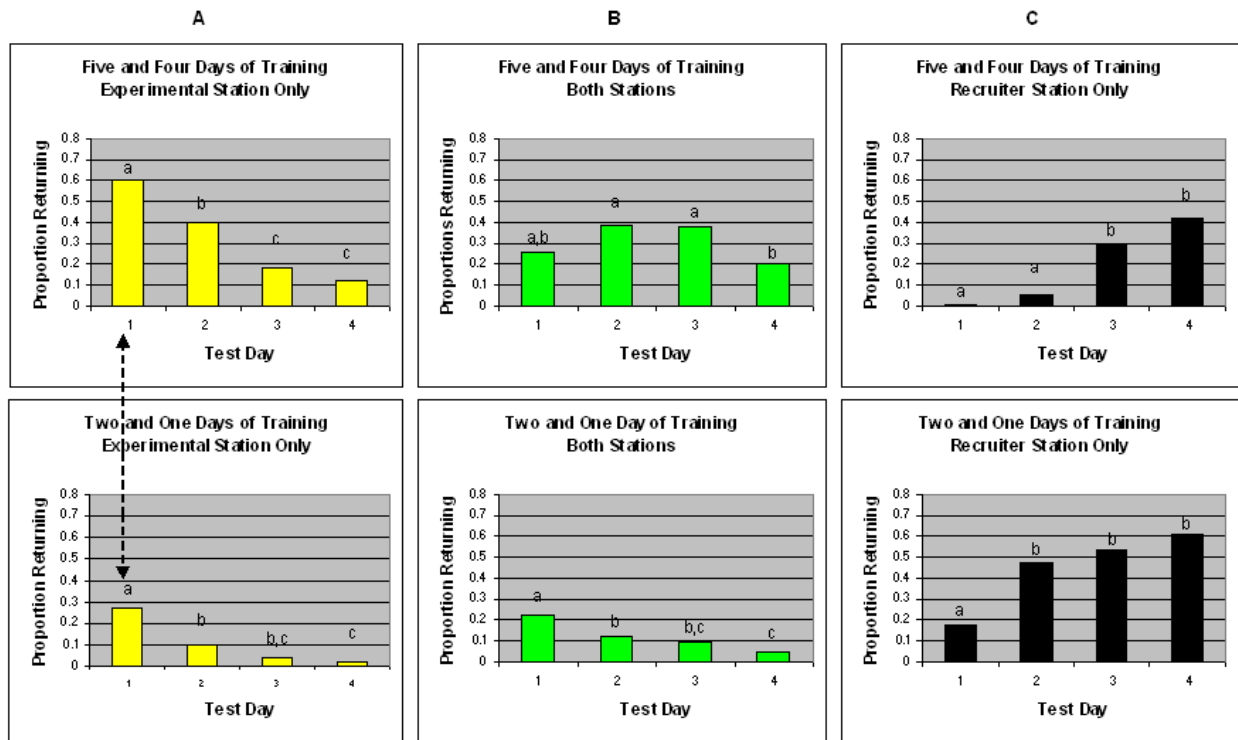 A
B
C
Five and Four Days of Training
Experimental Station Only
Proportion Returning
0.8
0.7
0.6
0.5
0.4
0.3
0.2
0.1
0
a
b
c
c
1
2
3
4
Test Day
Five and Four Days of Training
Both Stations
Proportions Returning
0.8
0.7
0.6
0.5
0.4
0.3
0.2
0.1
0
a,b
a
a
b
1
2
3
4
Test Day
Five and Four Days of Training
Recruiter Station Only
Proportion Returning
0.8
0.7
0.6
0.5
0.4
0.3
0.2
0.1
0
a
a
b
b
1
2
3
4
Test Day
Two and One Days of Training
Experimental Station Only
Proportion Returning
0.8
0.7
0.6
0.5
0.4
0.3
0.2
0.1
0
a
b
b,c
c
1
2
3
4
Test Day
Two and One Day of Training
Both Stations
Proportion Returning
0.8
0.7
0.6
0.5
0.4
0.3
0.2
0.1
0
a
b
b,c
c
1
2
3
4
Test Day
Two and One Days of Training
Recruiter Station Only
Proportion Returning
0.8
0.7
0.6
0.5
0.4
0.3
0.2
0.1
0
a
b
b
b
1
2
3
4
Test Day